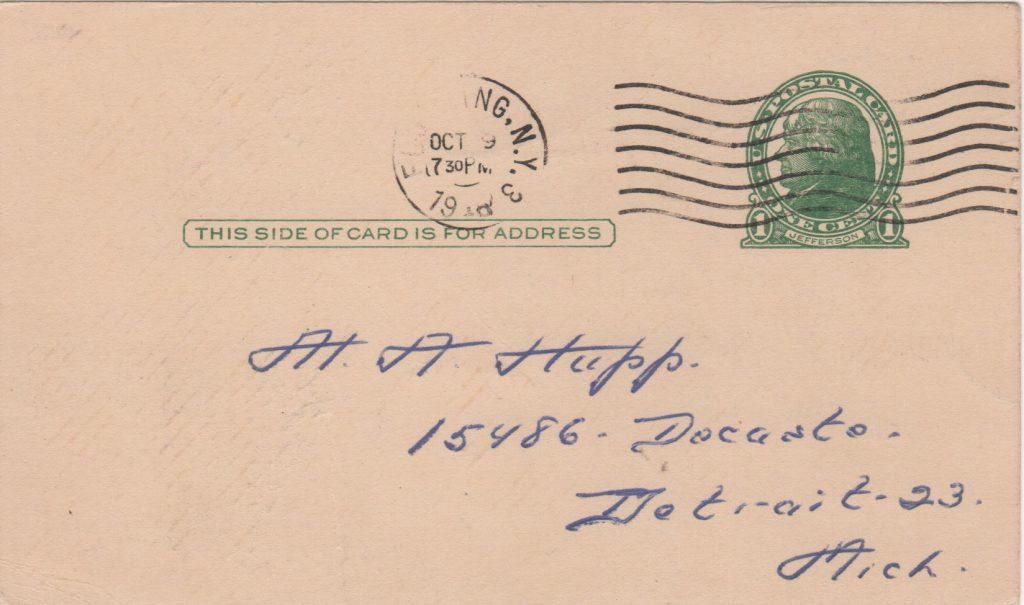 N.Y.
OCT 9
7 30 PM
3
U.S. POSTAL CARD
ONE CENT
1 JEFFERSON 1
THIS SIDE OF CARD IS FOR ADDRESS
M. A Hupp.
15486- Dacosta.
Detroit-23.
Mich.